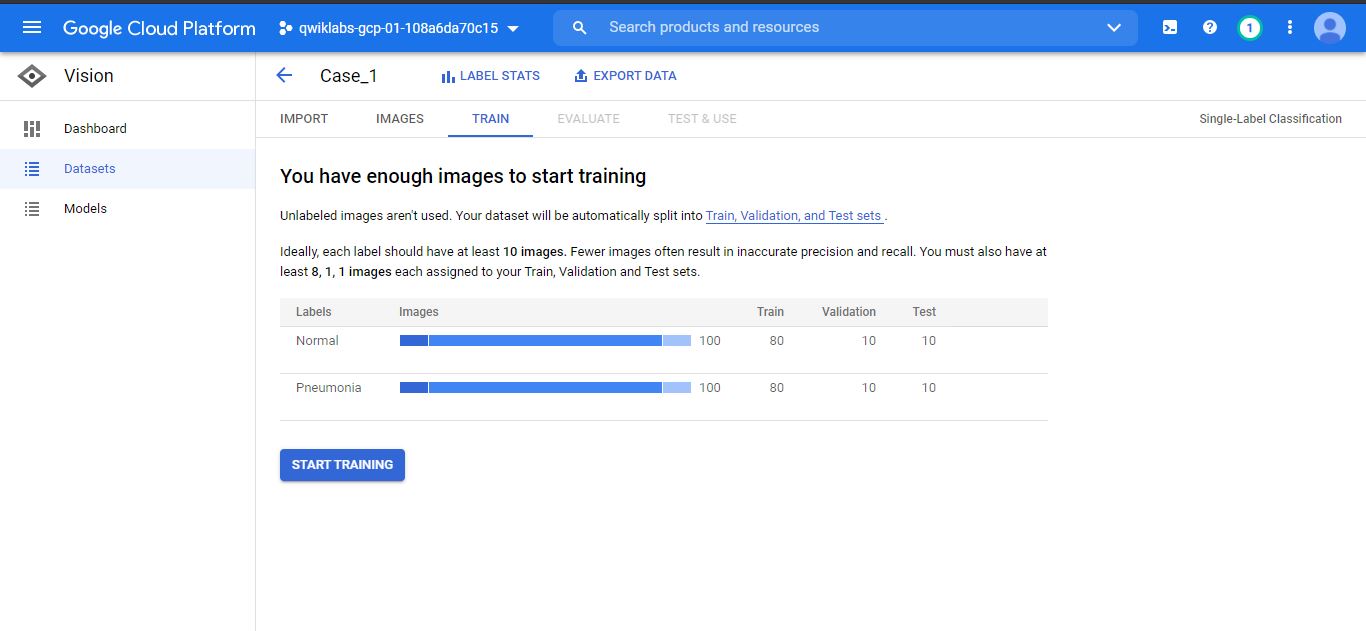 Google Cloud Platform qwiklabs-gcp-01-108a6da70c15 Search products and resources 1
Vision Case_1 LABEL STATS EXPORT DATA
Dashboard
Datasets
Models
IMPORT IMAGES TRAIN EVALUATE TEST & USE Single-Label Classification
You have enough images to start training
Unlabeled images aren't used. Your dataset will be automatically split into Train, Validation, and Test sets .
Ideally, each label should have at least 10 images. Fewer images often result in inaccurate precision and recall. You must also have at
least 8, 1, 1 images each assigned to your Train, Validation and Test sets.
Labels Images Train Validation Test
Normal 100 80 10 10
Pneumonia 100 80 10 10
START TRAINING